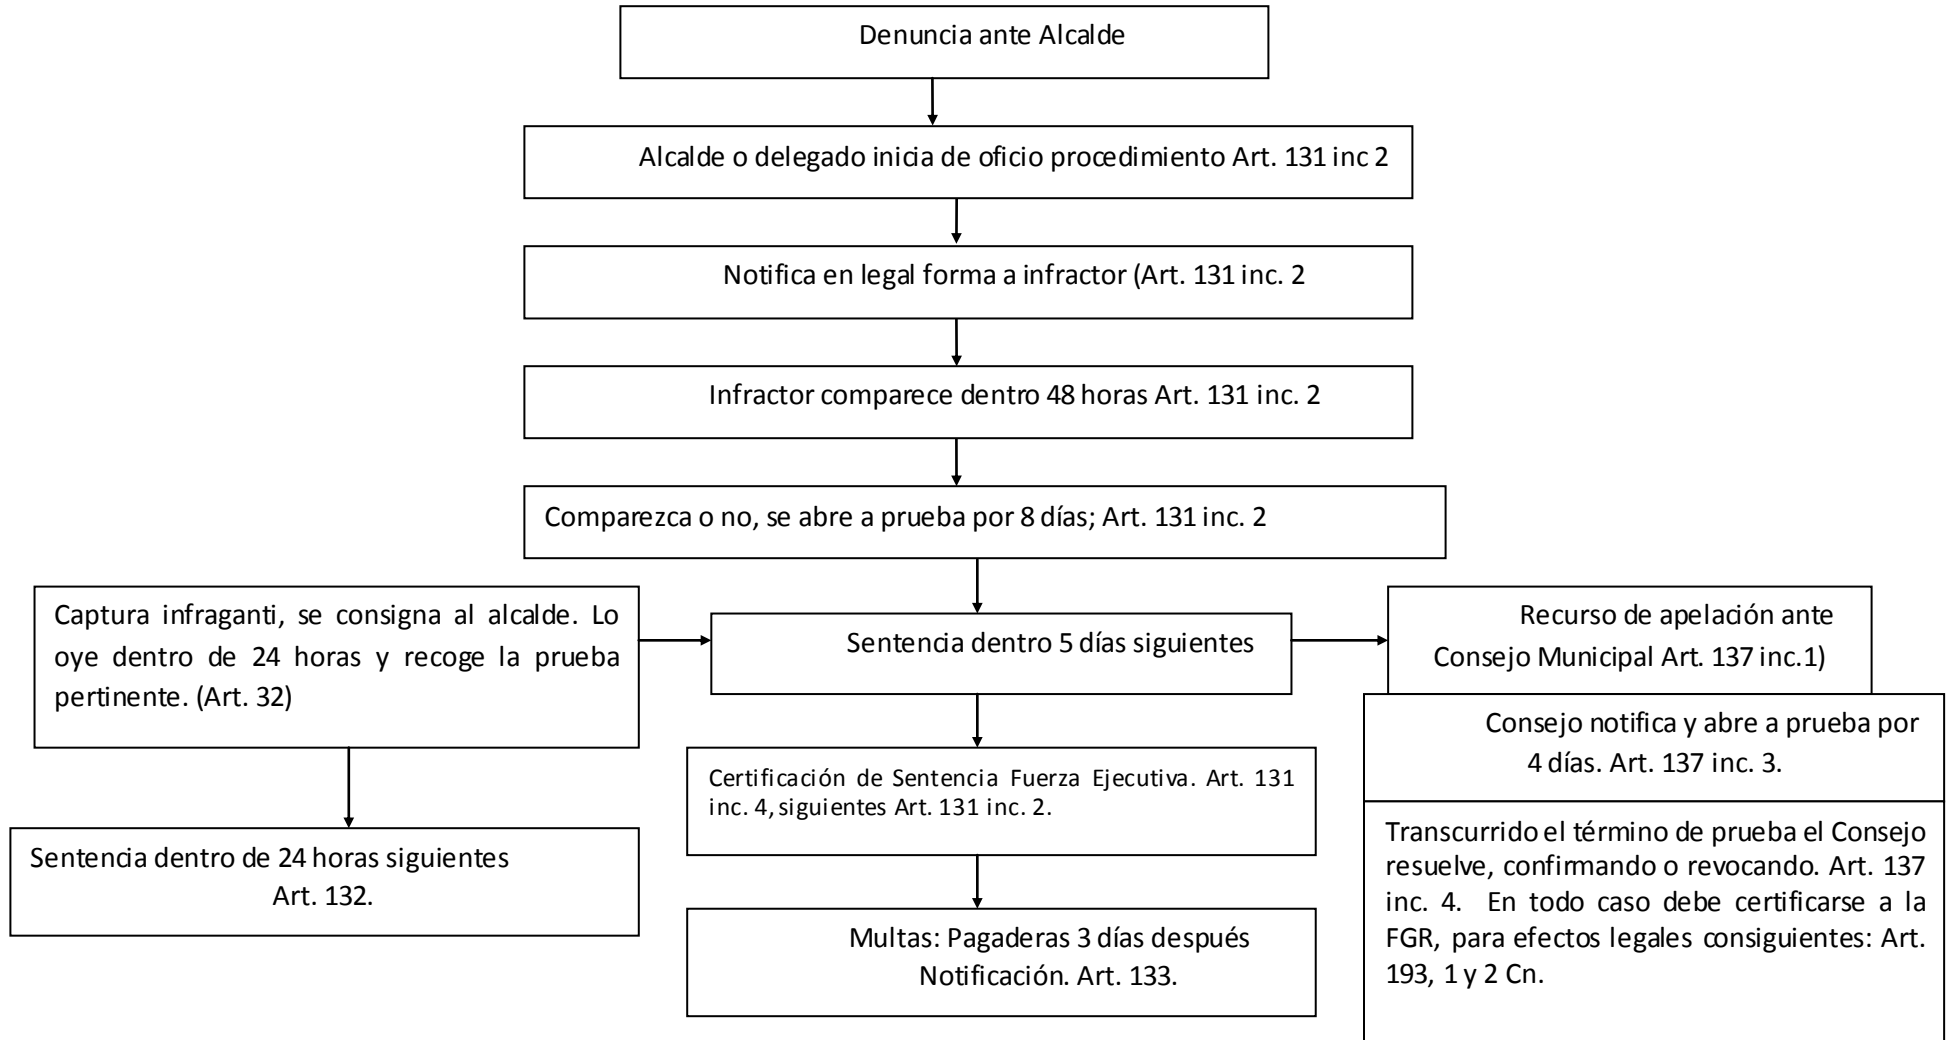 Denuncia ante Alcalde
Alcalde o delegado inicia de oficio procedimiento Art. 131 inc 2
Notifica en legal forma a infractor (Art. 131 inc. 2
Infractor comparece dentro 48 horas Art. 131 inc. 2
Comparezca o no, se abre a prueba por 8 días; Art. 131 inc. 2
Captura infraganti, se consigna al alcalde. Lo
oye dentro de 24 horas y recoge la prueba
pertinente. (Art. 32)
Sentencia dentro 5 días siguientes
Recurso de apelación ante
Consejo Municipal Art. 137 inc.1)
Consejo notifica y abre a prueba por
4 días. Art. 137 inc. 3.
Certificación de Sentencia Fuerza Ejecutiva. Art. 131
inc. 4, siguientes Art. 131 inc. 2.
Transcurrido el término de prueba el Consejo
resuelve, confirmando o revocando. Art. 137
inc. 4. En todo caso debe certificarse a la
FGR, para efectos legales consiguientes: Art.
193, 1 y 2 Cn.
Sentencia dentro de 24 horas siguientes
Art. 132.
Multas: Pagaderas 3 días después
Notificación. Art. 133.